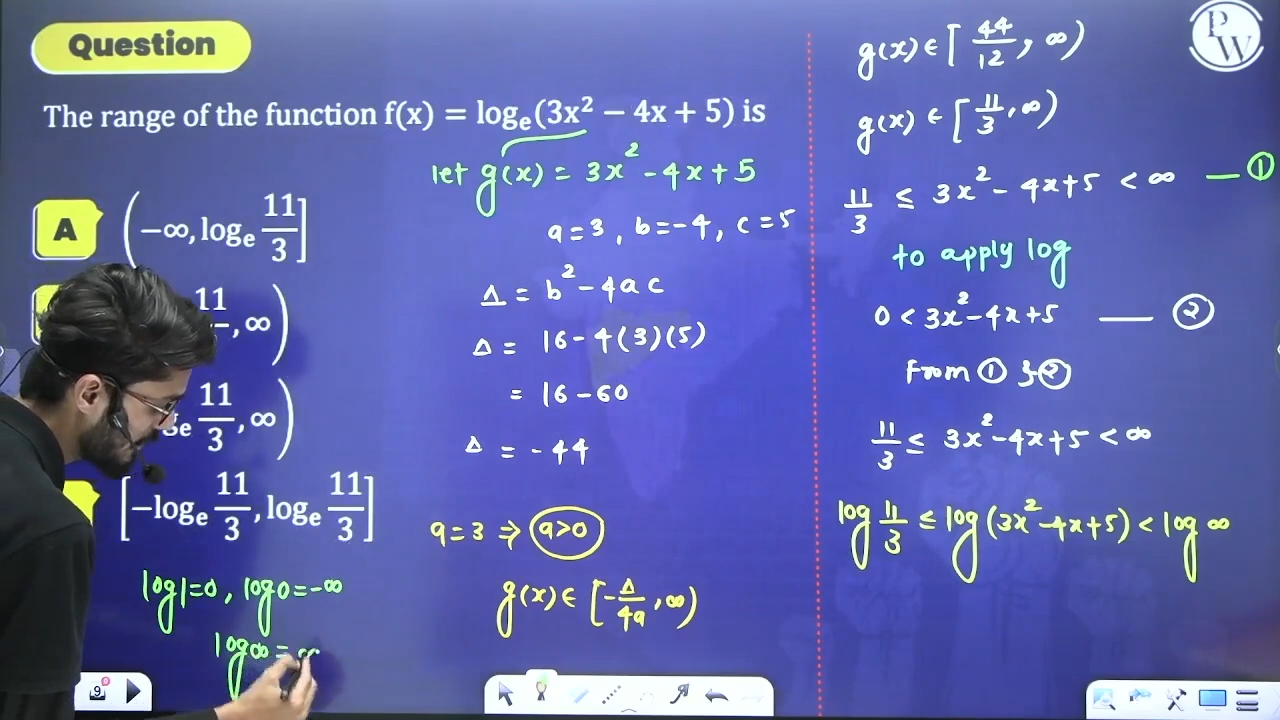 Question
The range of the function f(x) = logₑ(3x² − 4x + 5) is
A (−∞, logₑ 11/3]
11/ , ∞)
11/3 , ∞)
[−logₑ 11/3, logₑ 11/3]
log1=0, log0=-∞
log∞ = ∞
let g(x) = 3x² - 4x + 5
a=3, b=-4, c=5
Δ = b² - 4ac
Δ = 16 - 4(3)(5)
= 16 - 60
Δ = - 44
a=3 ⇒ a>0
g(x) ∈ [-Δ/4a, ∞)
g(x) ∈ [44/12, ∞)
g(x) ∈ [11/3, ∞)
11/3 ≤ 3x² - 4x+5 < ∞ — ①
to apply log
0 < 3x² - 4x+5 — ②
From ① & ②
11/3 ≤ 3x² - 4x+5 < ∞
log 11/3 ≤ log(3x² - 4x+5) < log ∞
PW
9